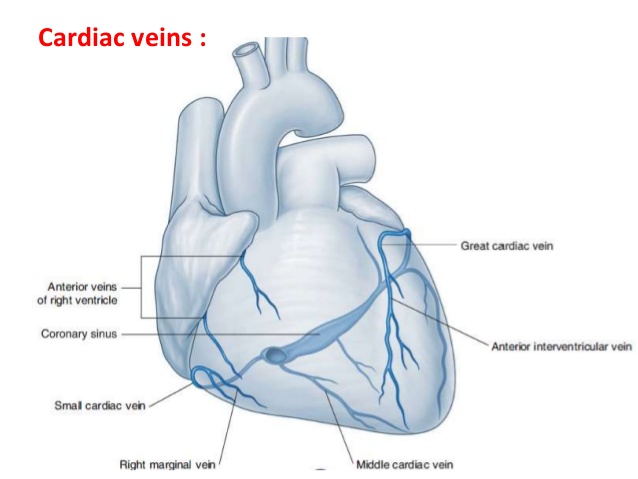 Cardiac veins :
Great cardiac vein
Anterior veins
of right ventricle
Coronary sinus
Anterior interventricular vein
Small cardiac vein
Right marginal vein
Middle cardiac vein